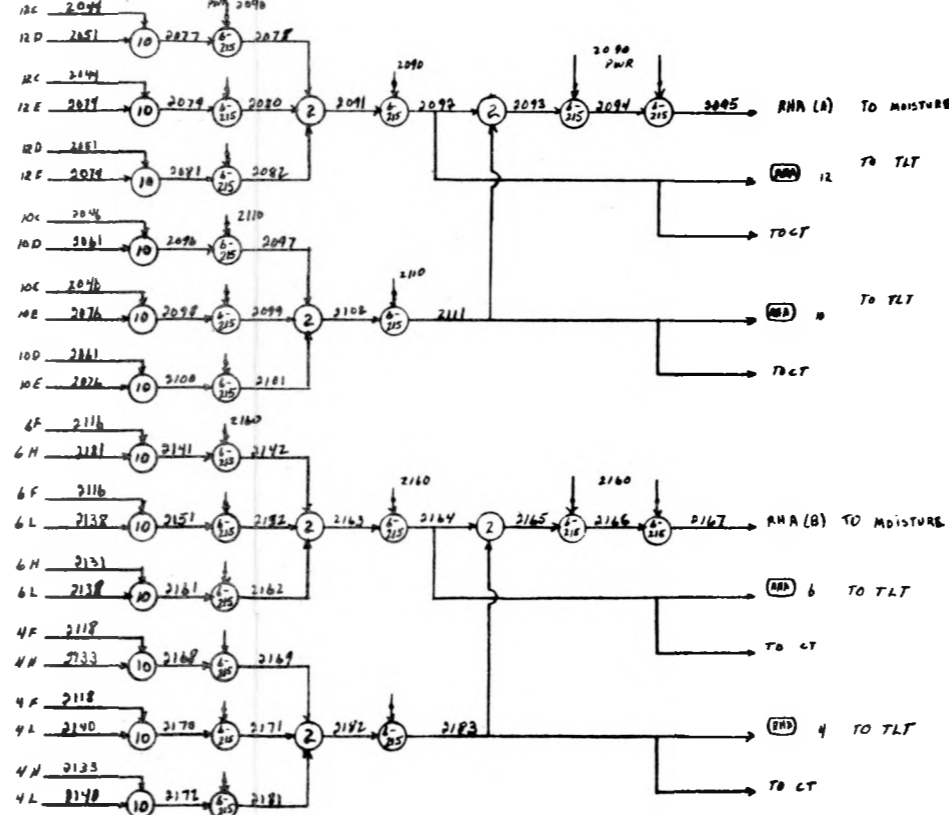 12C 2044 PWR 2090
12D 2051 10 2077 6-215 2078
12C 2044 2090 2090 PWR
12E 2079 10 2079 6-215 2080 2 2091 6-215 2092 2 2093 6-215 2094 6-215 2095 RHA (A) TO MOISTURE
12D 2051 TO TLT
12E 2079 10 2081 6-215 2082 12
10C 2046 2110 TO CT
10D 2061 10 2096 6-215 2097
10C 2046 2110 TO TLT
10E 2076 10 2098 6-215 2099 2 2102 6-215 2111 10
10D 2061 TO CT
10E 2076 10 2100 6-215 2101
6F 2116 2160
6H 2181 10 2141 6-215 2142
6F 2116 2160 2160
6L 2138 10 2151 6-215 2152 2 2163 6-215 2164 2 2165 6-215 2166 6-215 2167 RHA (B) TO MOISTURE
6H 2131
6L 2138 10 2161 6-215 2162 RHA 6 TO TLT
4F 2118 TO CT
4H 2133 10 2168 6-215 2169
4F 2118
4L 2140 10 2170 6-215 2171 2 2182 6-215 2183 RHA 4 TO TLT
4H 2133 TO CT
4L 2140 10 2172 6-215 2181